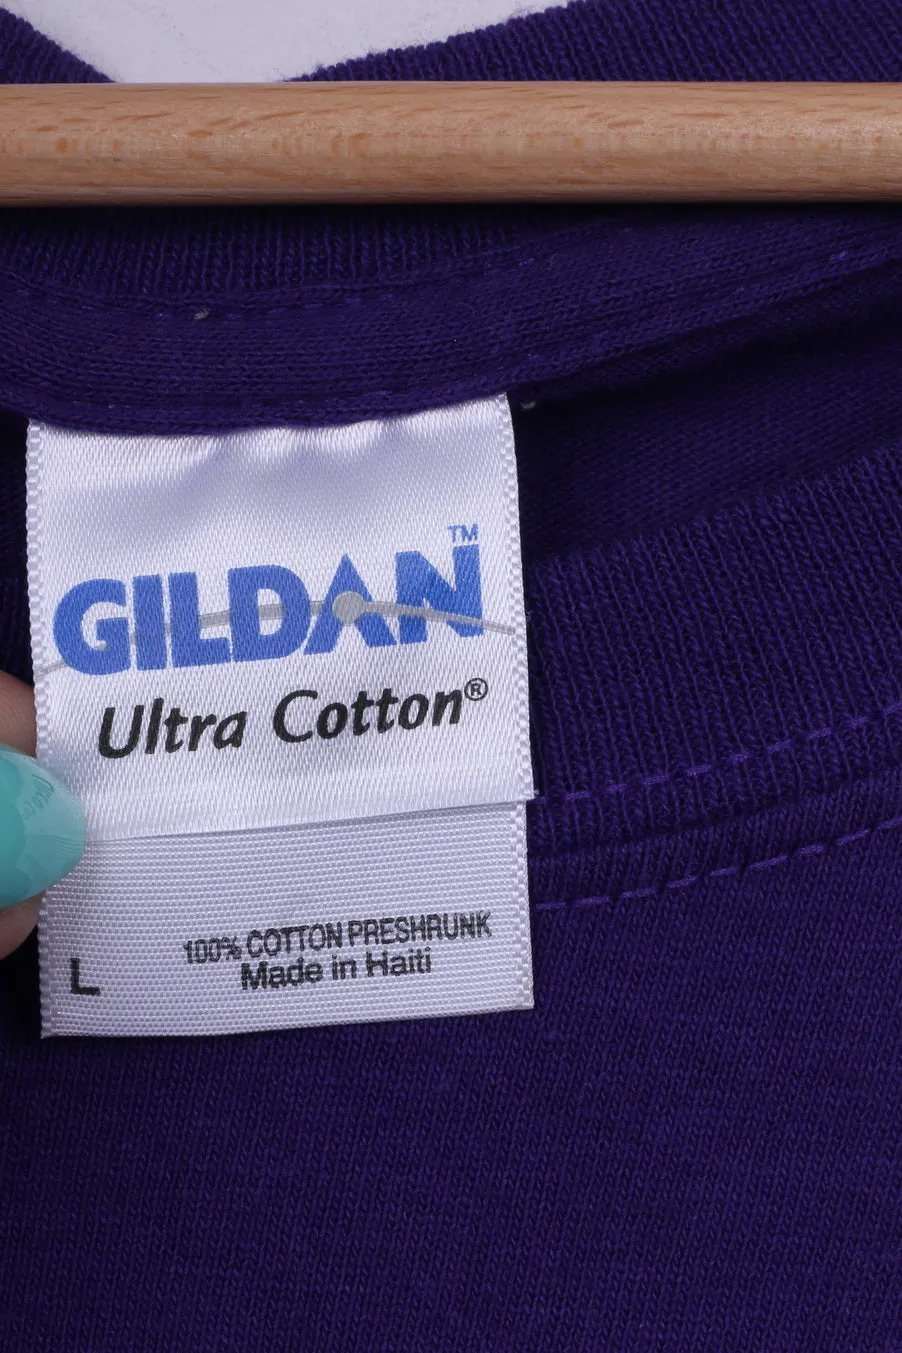 GILDAN™
Ultra Cotton®
100% COTTON PRESHRUNK
Made in Haiti
L